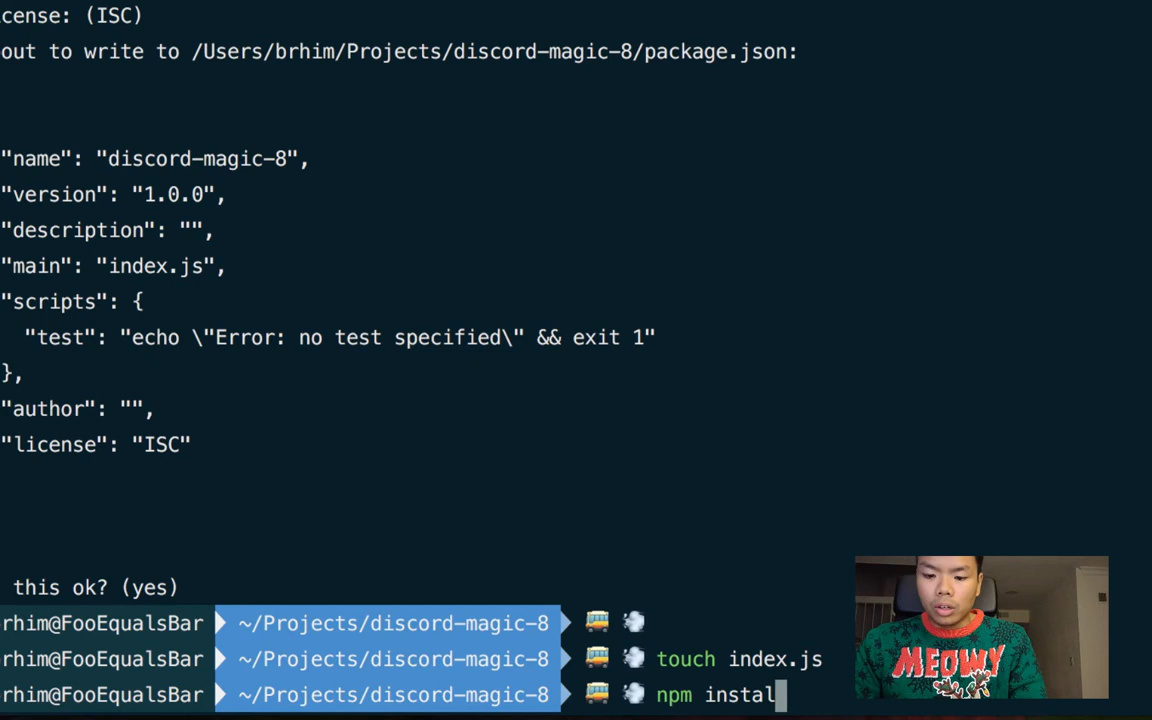 cense: (ISC)
out to write to /Users/brhim/Projects/discord-magic-8/package.json:
"name": "discord-magic-8",
"version": "1.0.0",
"description": "",
"main": "index.js",
"scripts": {
"test": "echo \"Error: no test specified\" && exit 1"
},
"author": "",
"license": "ISC"
this ok? (yes)
rhim@FooEqualsBar ~/Projects/discord-magic-8
rhim@FooEqualsBar ~/Projects/discord-magic-8 touch index.js
rhim@FooEqualsBar ~/Projects/discord-magic-8 npm instal
MEOWY